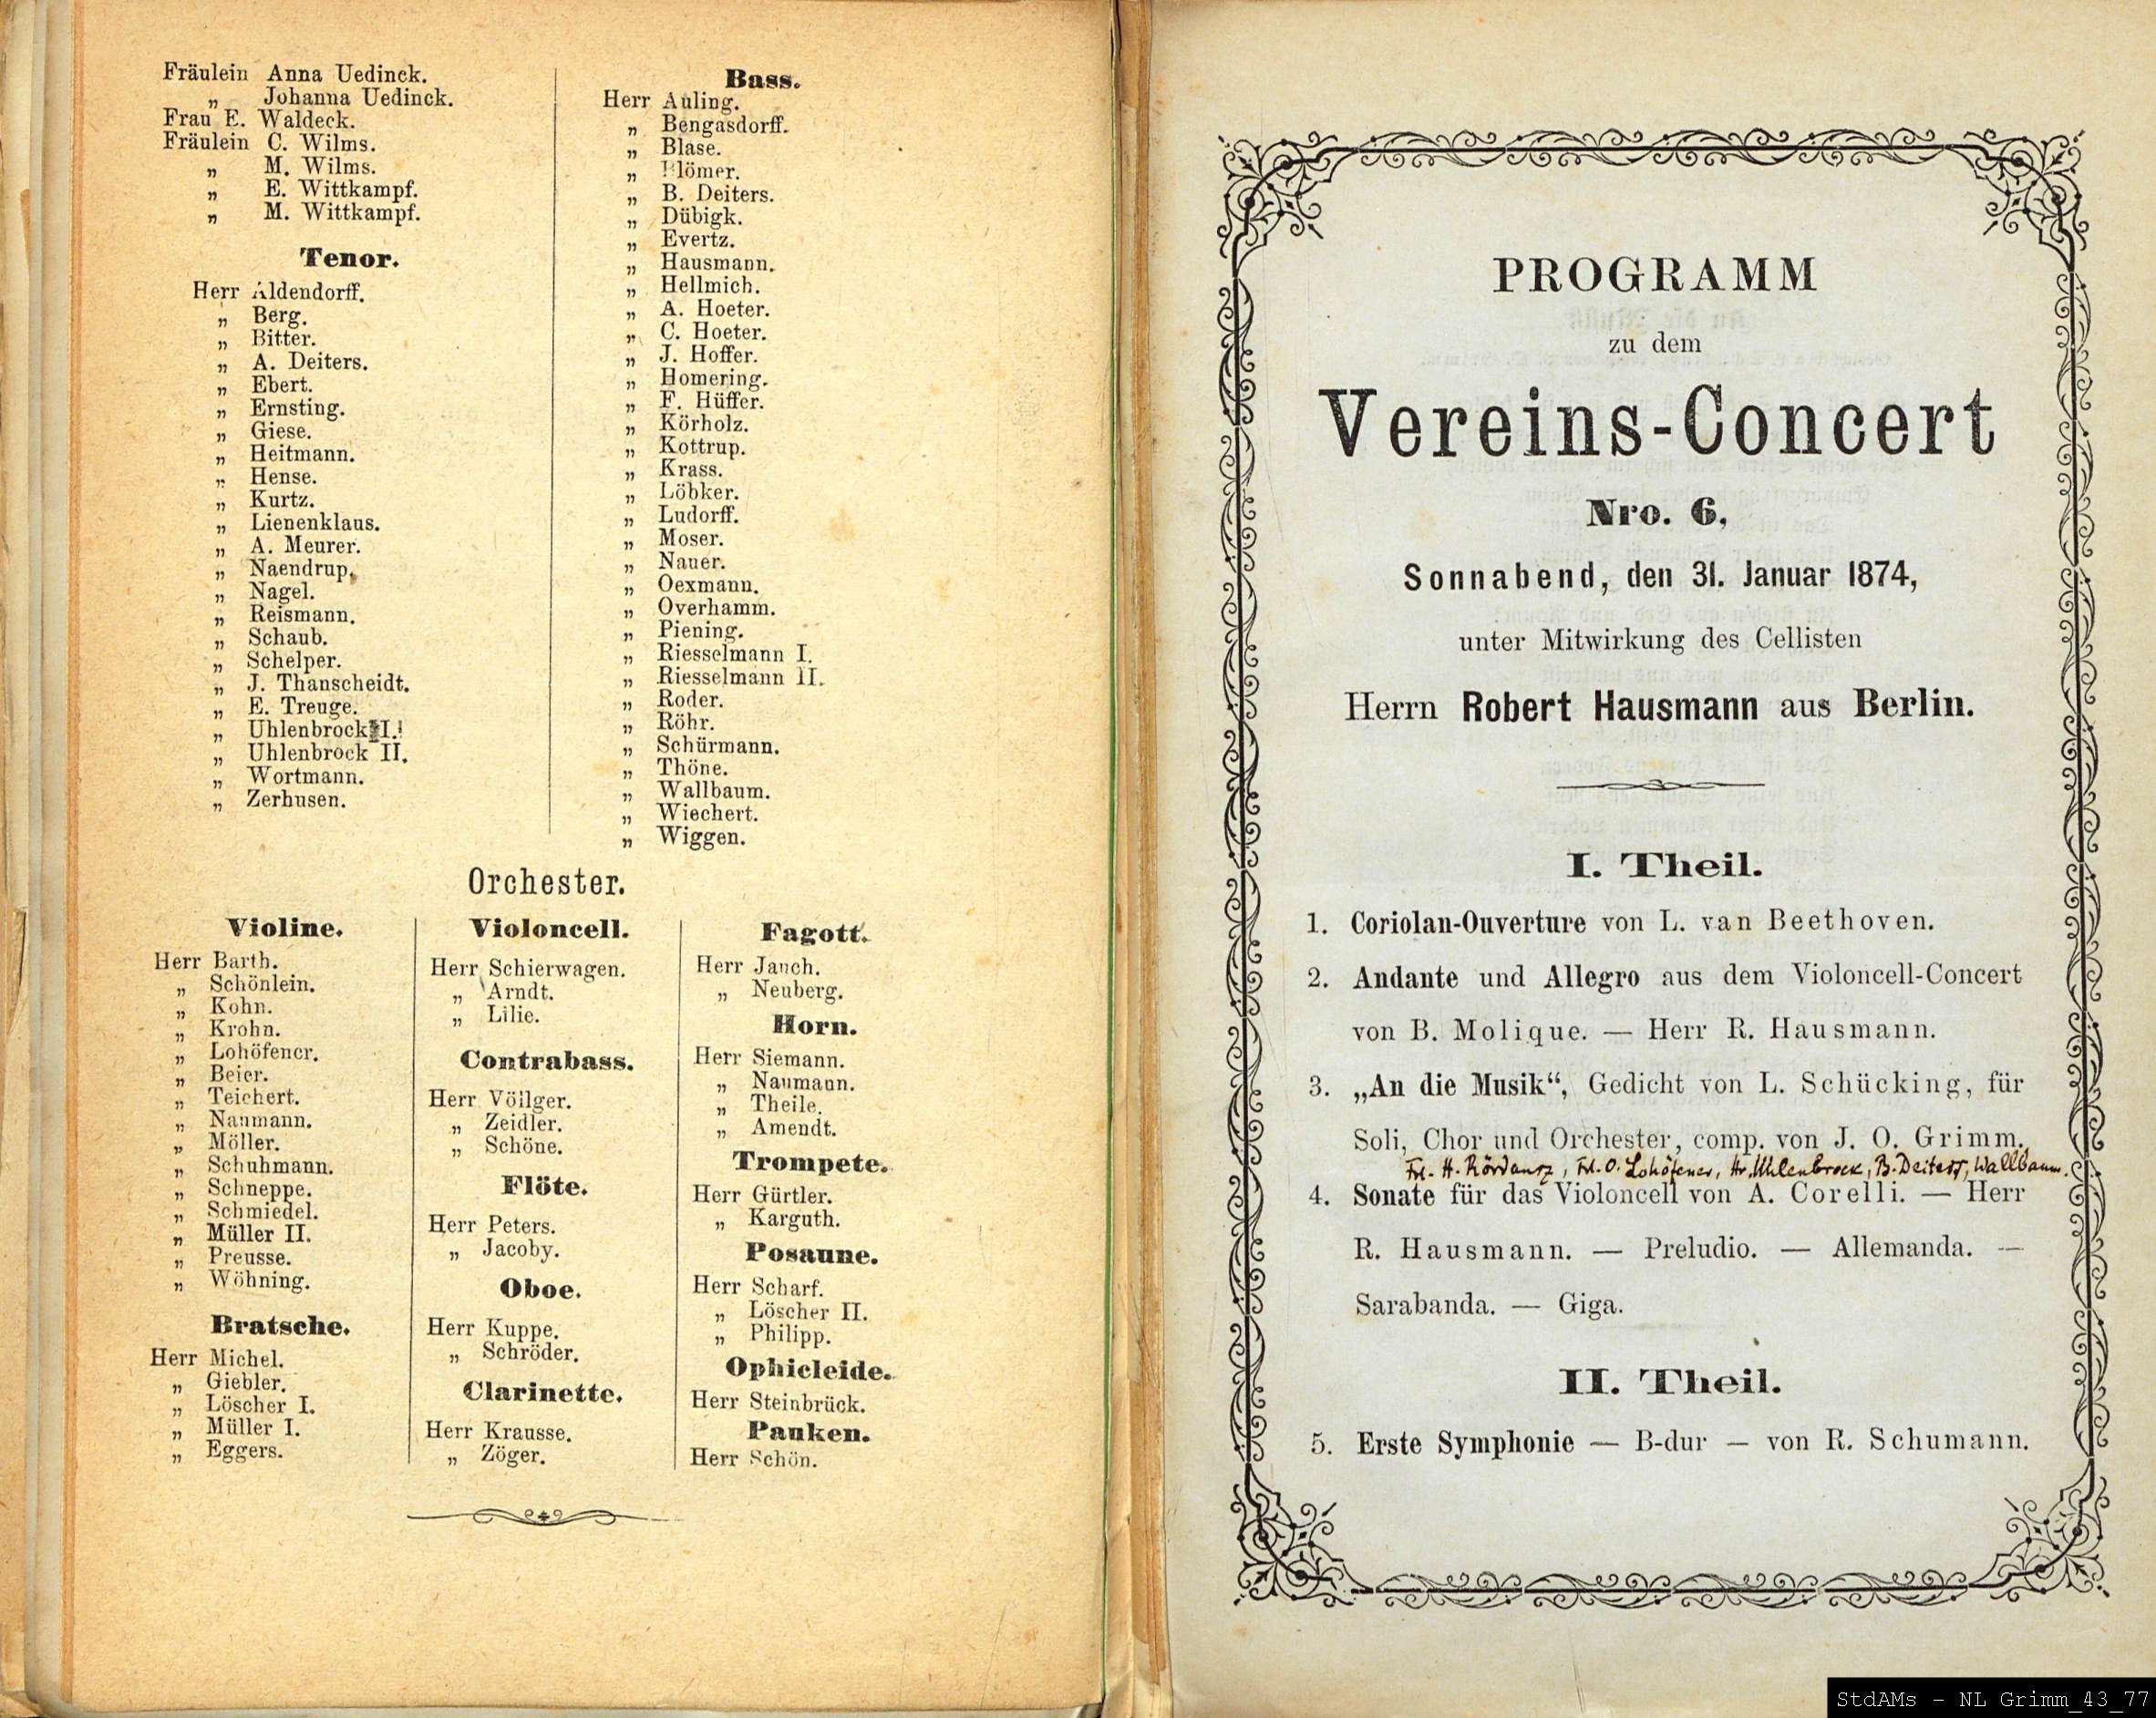 Fräulein Anna Uedinck.
„ Johanna Uedinck.
Frau E. Waldeck.
Fräulein C. Wilms.
„ M. Wilms.
„ E. Wittkampf.
„ M. Wittkampf.
Tenor.
Herr Aldendorff.
„ Berg.
„ Bitter.
„ A. Deiters.
„ Ebert.
„ Ernsting.
„ Giese.
„ Heitmann.
„ Hense.
„ Kurtz.
„ Lienenklaus.
„ A. Meurer.
„ Naendrup.
„ Nagel.
„ Reismann.
„ Schaub.
„ Schelper.
„ J. Thanscheidt.
„ E. Treuge.
„ Uhlenbrock I.
„ Uhlenbrock II.
„ Wortmann.
„ Zerhusen.
Bass.
Herr Auling.
„ Bengasdorff.
„ Blase.
„ Blömer.
„ B. Deiters.
„ Dübigk.
„ Evertz.
„ Hausmann.
„ Hellmich.
„ A. Hoeter.
„ C. Hoeter.
„ J. Hoffer.
„ Homering.
„ F. Hüffer.
„ Körholz.
„ Kottrup.
„ Krass.
„ Löbker.
„ Ludorff.
„ Moser.
„ Nauer.
„ Oexmann.
„ Overhamm.
„ Piening.
„ Riesselmann I.
„ Riesselmann II.
„ Roder.
„ Röhr.
„ Schürmann.
„ Thöne.
„ Wallbaum.
„ Wiechert.
„ Wiggen.
Orchester.
Violine.
Herr Barth.
„ Schönlein.
„ Kohn.
„ Krohn.
„ Lohöfener.
„ Beier.
„ Teichert.
„ Naumann.
„ Möller.
„ Schuhmann.
„ Schneppe.
„ Schmiedel.
„ Müller II.
„ Preusse.
„ Wöhning.
Bratsche.
Herr Michel.
„ Giebler.
„ Löscher I.
„ Müller I.
„ Eggers.
Violoncell.
Herr Schierwagen.
„ Arndt.
„ Lilie.
Contrabass.
Herr Völlger.
„ Zeidler.
„ Schöne.
Flöte.
Herr Peters.
„ Jacoby.
Oboe.
Herr Kuppe.
„ Schröder.
Clarinette.
Herr Krausse.
„ Zöger.
Fagott.
Herr Jauch.
„ Neuberg.
Horn.
Herr Siemann.
„ Naumann.
„ Theile.
„ Amendt.
Trompete.
Herr Gürtler.
„ Karguth.
Posaune.
Herr Scharf.
„ Löscher II.
„ Philipp.
Ophicleide.
Herr Steinbrück.
Pauken.
Herr Schön.
PROGRAMM
zu dem
Vereins-Concert
Nro. 6,
Sonnabend, den 31. Januar 1874,
unter Mitwirkung des Cellisten
Herrn Robert Hausmann aus Berlin.
I. Theil.
1. Coriolan-Ouverture von L. van Beethoven.
2. Andante und Allegro aus dem Violoncell-Concert
von B. Molique. — Herr R. Hausmann.
3. „An die Musik“, Gedicht von L. Schücking, für
Soli, Chor und Orchester, comp. von J. O. Grimm.
Frl. H. Rördansz, Frl. O. Lohöfener, Hr. Uhlenbrock, B. Deiters, Wallbaum.
4. Sonate für das Violoncell von A. Corelli. — Herr
R. Hausmann. — Preludio. — Allemanda. —
Sarabanda. — Giga.
II. Theil.
5. Erste Symphonie — B-dur — von R. Schumann.
StdAMs - NL Grimm_43_77